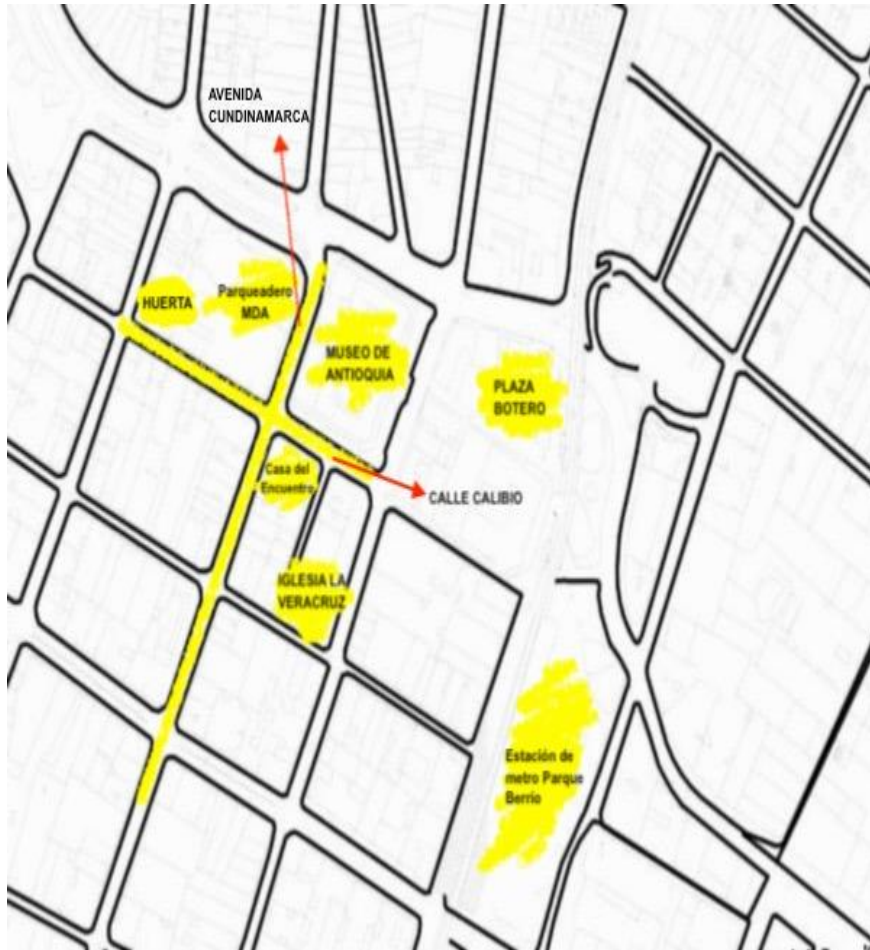 AVENIDA
CUNDINAMARCA
HUERTA
Parqueadero
MDA
MUSEO DE
ANTIOQUIA
PLAZA
BOTERO
Casa del
Encuentro
CALLE CALIBIO
IGLESIA LA
VERACRUZ
Estación de
metro Parque
Berrío